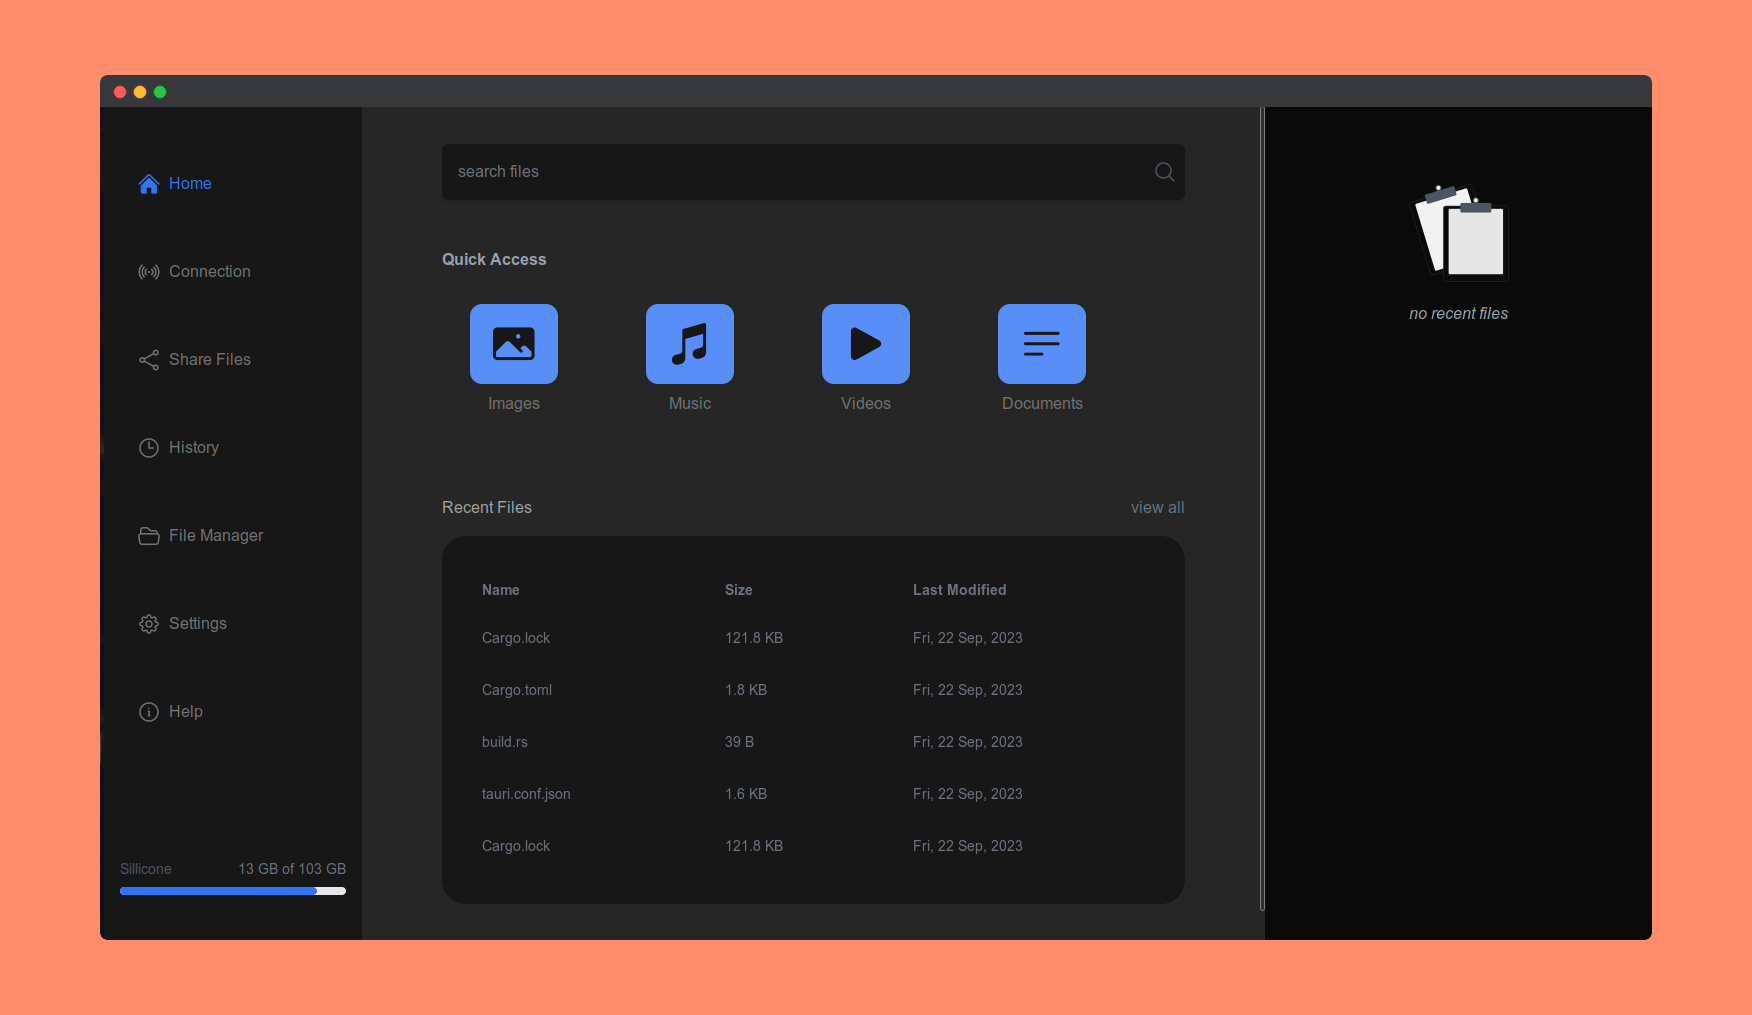 Home
Connection
Share Files
History
File Manager
Settings
Help
Sillicone 13 GB of 103 GB
search files
Quick Access
Images Music Videos Documents
Recent Files view all
Name Size Last Modified
Cargo.lock 121.8 KB Fri, 22 Sep, 2023
Cargo.toml 1.8 KB Fri, 22 Sep, 2023
build.rs 39 B Fri, 22 Sep, 2023
tauri.conf.json 1.6 KB Fri, 22 Sep, 2023
Cargo.lock 121.8 KB Fri, 22 Sep, 2023
no recent files